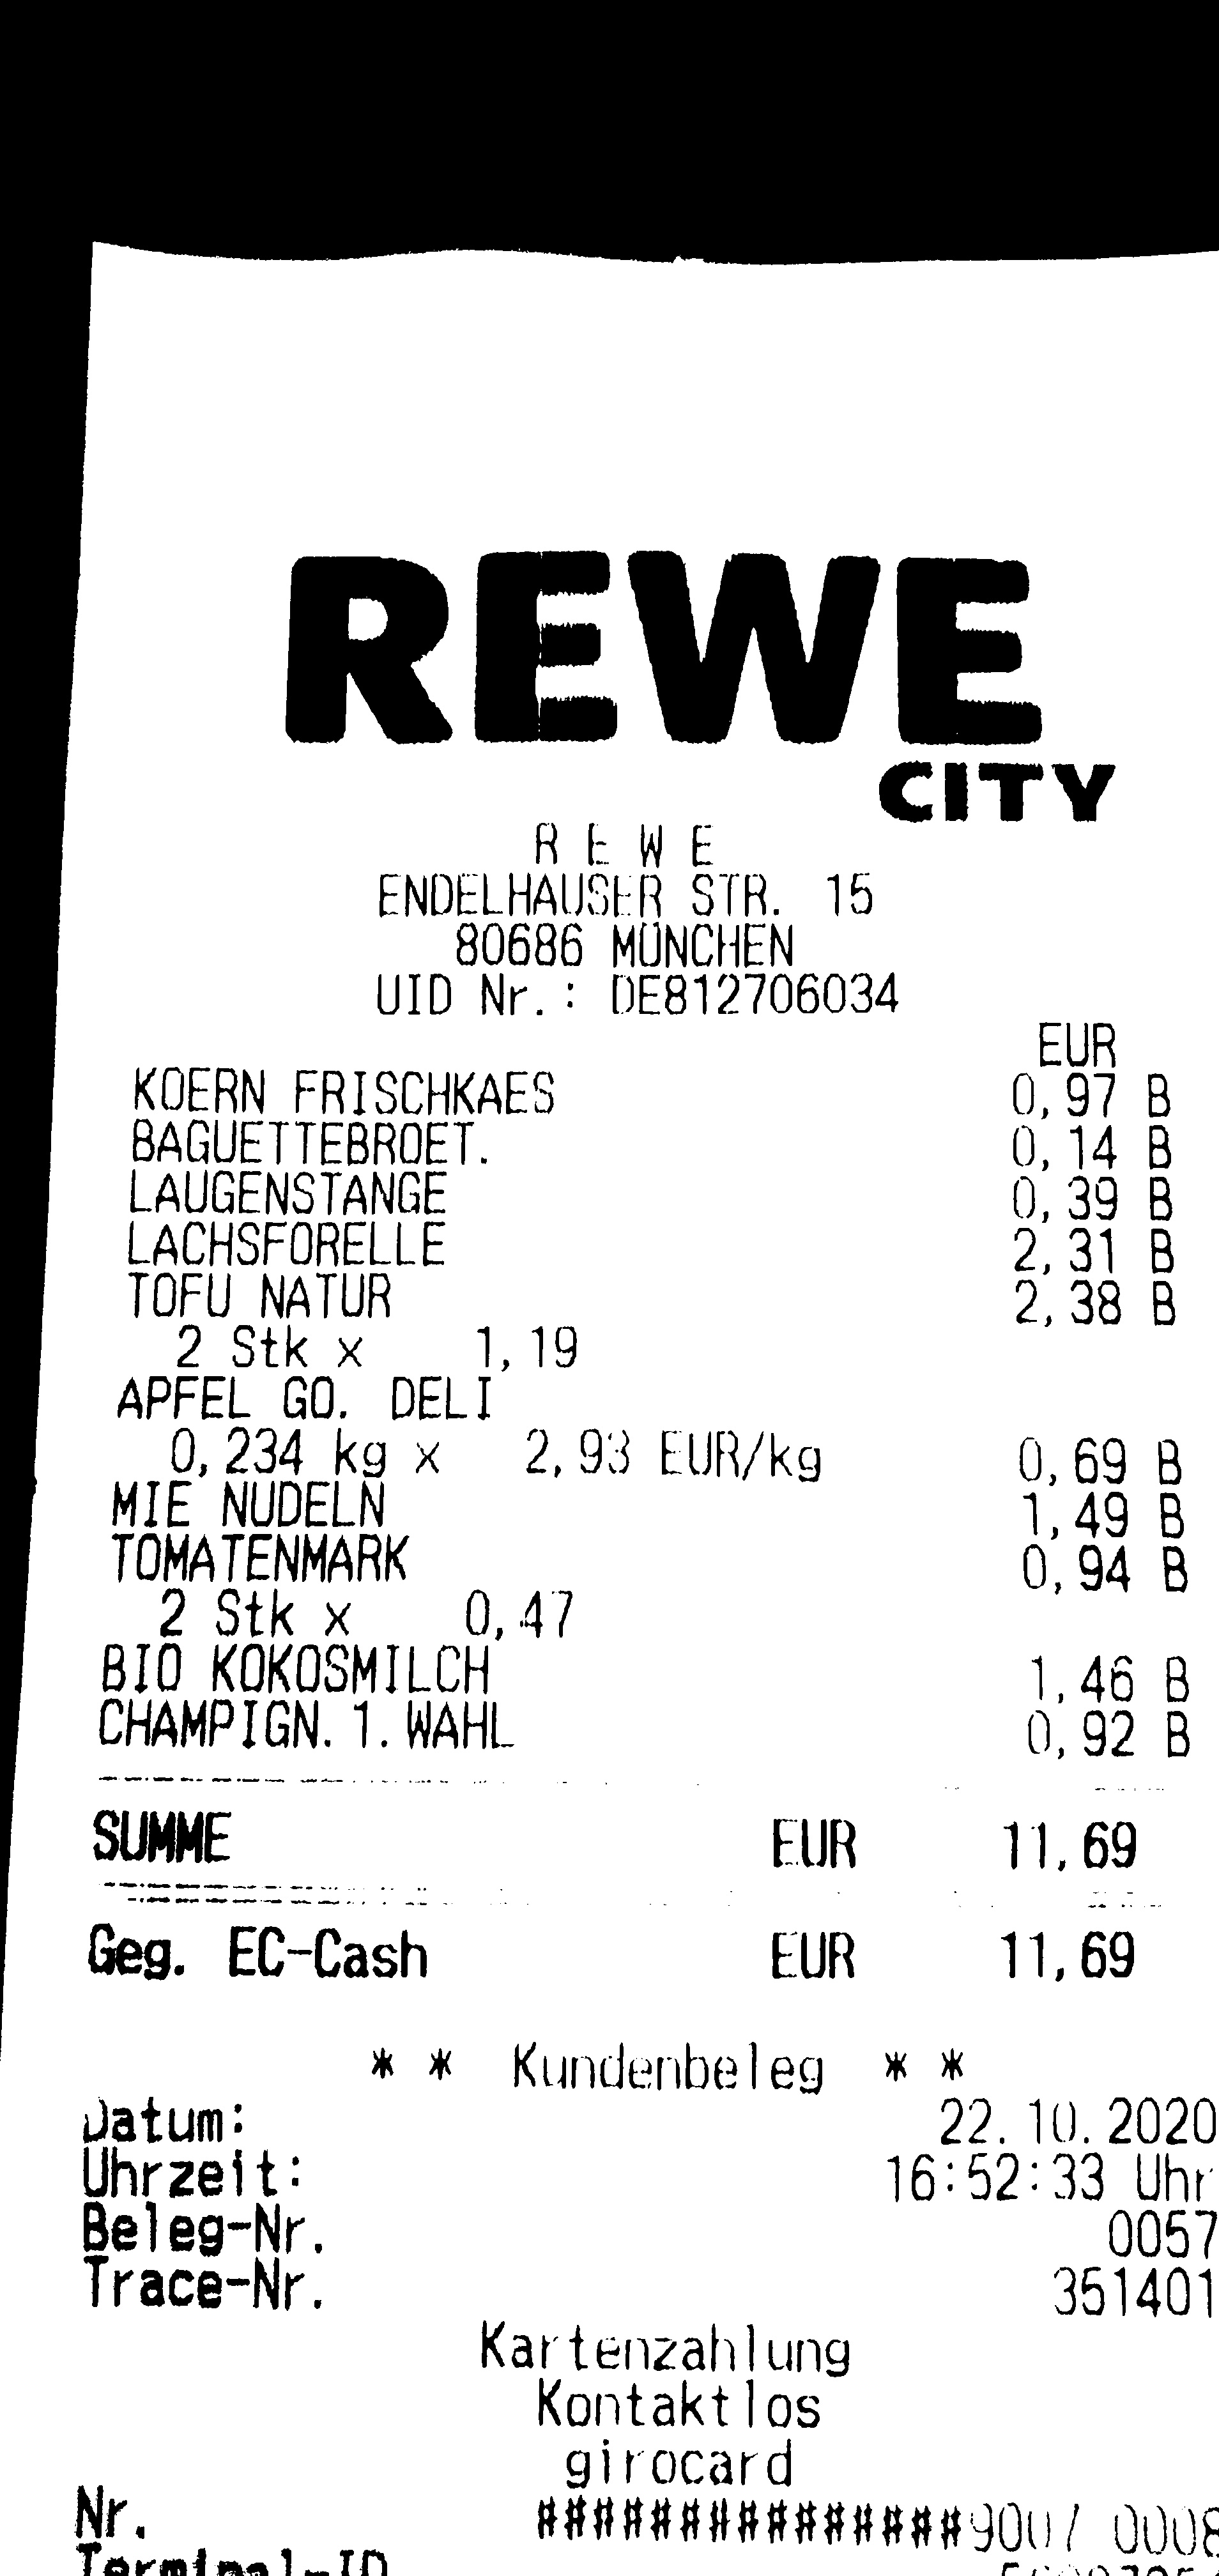 REWE
CITY
R E W E
ENDELHAUSER STR. 15
80686 MÜNCHEN
UID Nr.: DE812706034
EUR
KOERN FRISCHKAES 0,97 B
BAGUETTEBROET. 0,14 B
LAUGENSTANGE 0,39 B
LACHSFORELLE 2,31 B
TOFU NATUR 2,38 B
2 Stk x 1,19
APFEL GO. DELI
0,234 kg x 2,93 EUR/kg 0,69 B
MIE NUDELN 1,49 B
TOMATENMARK 0,94 B
2 Stk x 0,47
BIO KOKOSMILCH 1,46 B
CHAMPIGN.1.WAHL 0,92 B
SUMME EUR 11,69
Geg. EC-Cash EUR 11,69
* * Kundenbeleg * *
Datum: 22.10.2020
Uhrzeit: 16:52:33 Uhr
Beleg-Nr. 0057
Trace-Nr. 351401
Kartenzahlung
Kontaktlos
girocard
Nr. ###############9007 0008
Terminal-ID